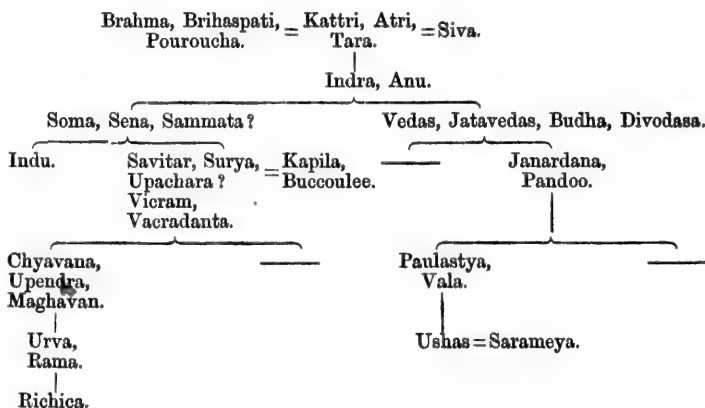 Brahma, Brihaspati, = Kattri, Atri, = Siva.
Pouroucha. Tara.
Indra, Anu.
Soma, Sena, Sammata? Vedas, Jatavedas, Budha, Divodasa.
Indu. Savitar, Surya, = Kapila, Janardana,
Upachara? Buccoulee. Pandoo.
Vicram,
Vacradanta.
Chyavana, Paulastya,
Upendra, Vala.
Maghavan.
Urva, Ushas = Sarameya.
Rama.
Richica.